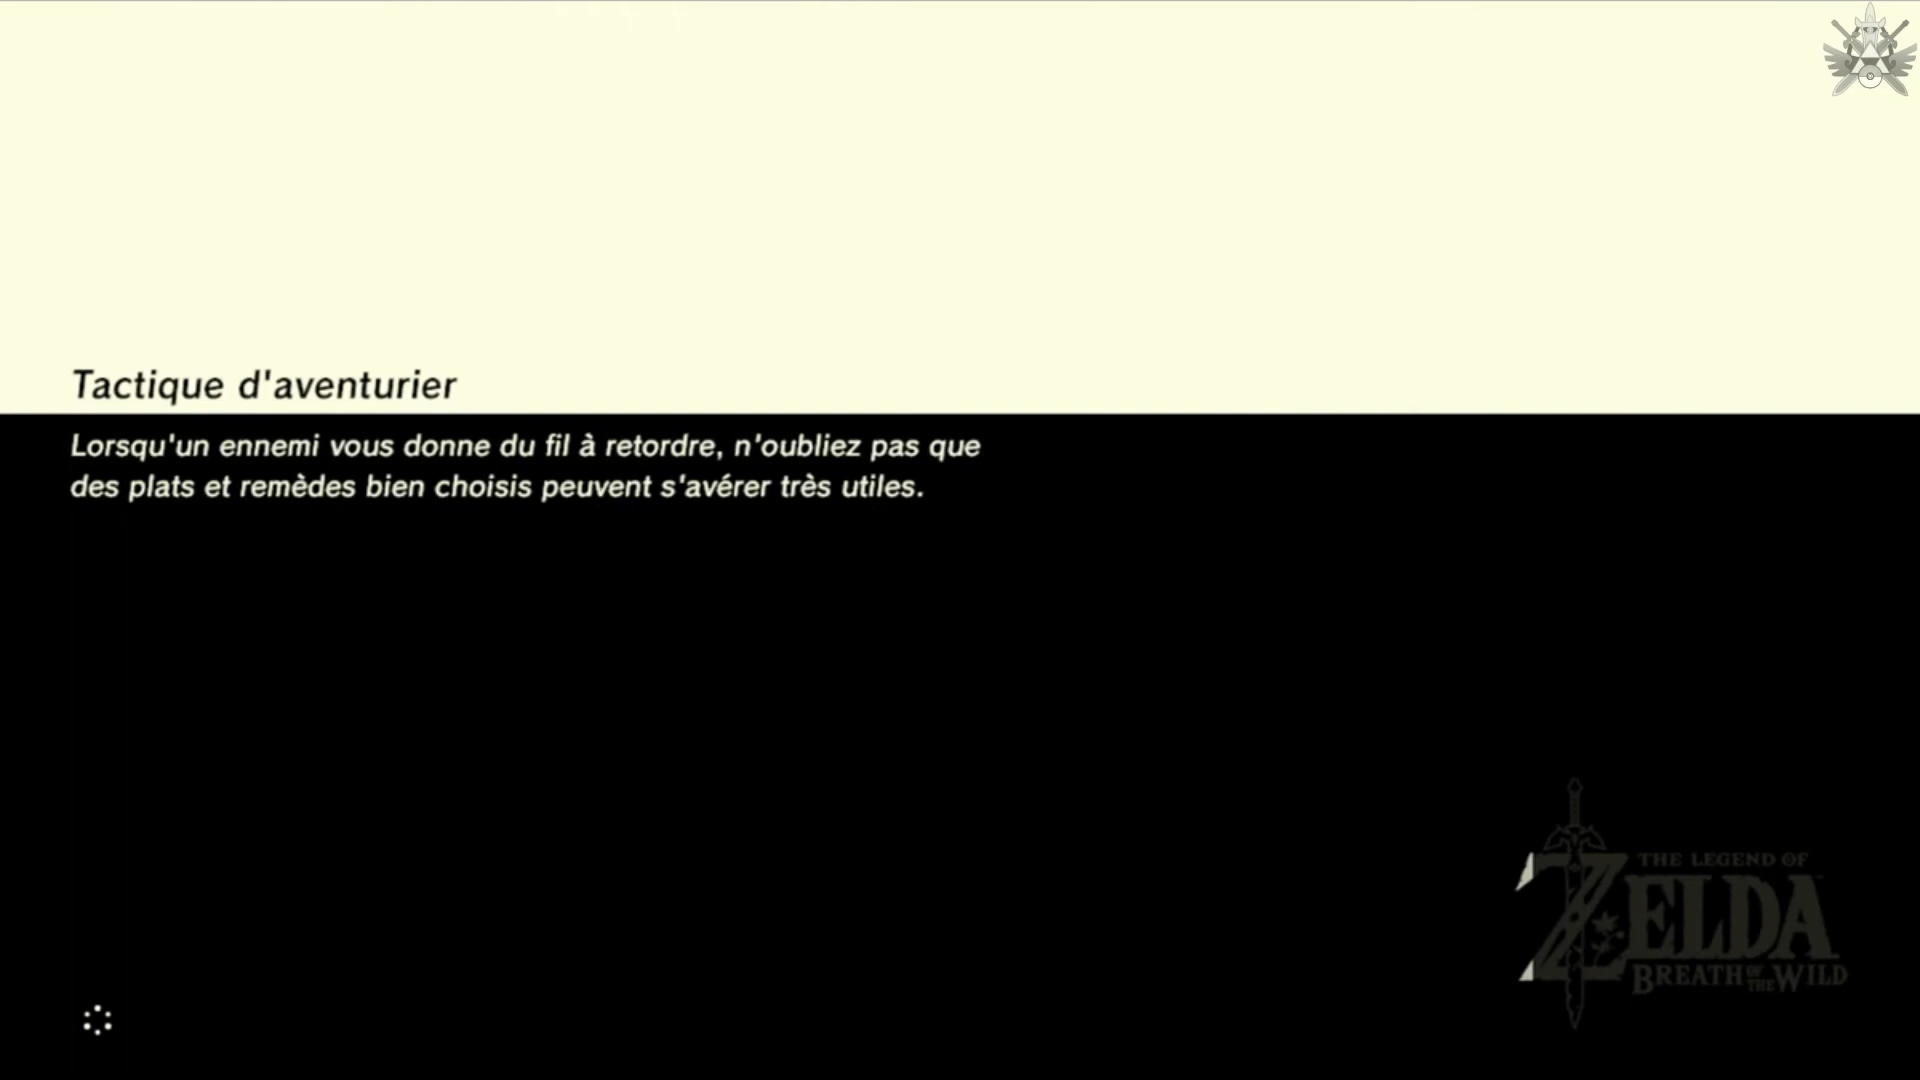 Tactique d'aventurier
Lorsqu'un ennemi vous donne du fil à retordre, n'oubliez pas que
des plats et remèdes bien choisis peuvent s'avérer très utiles.
THE LEGEND OF
ZELDA
BREATH OF THE WILD